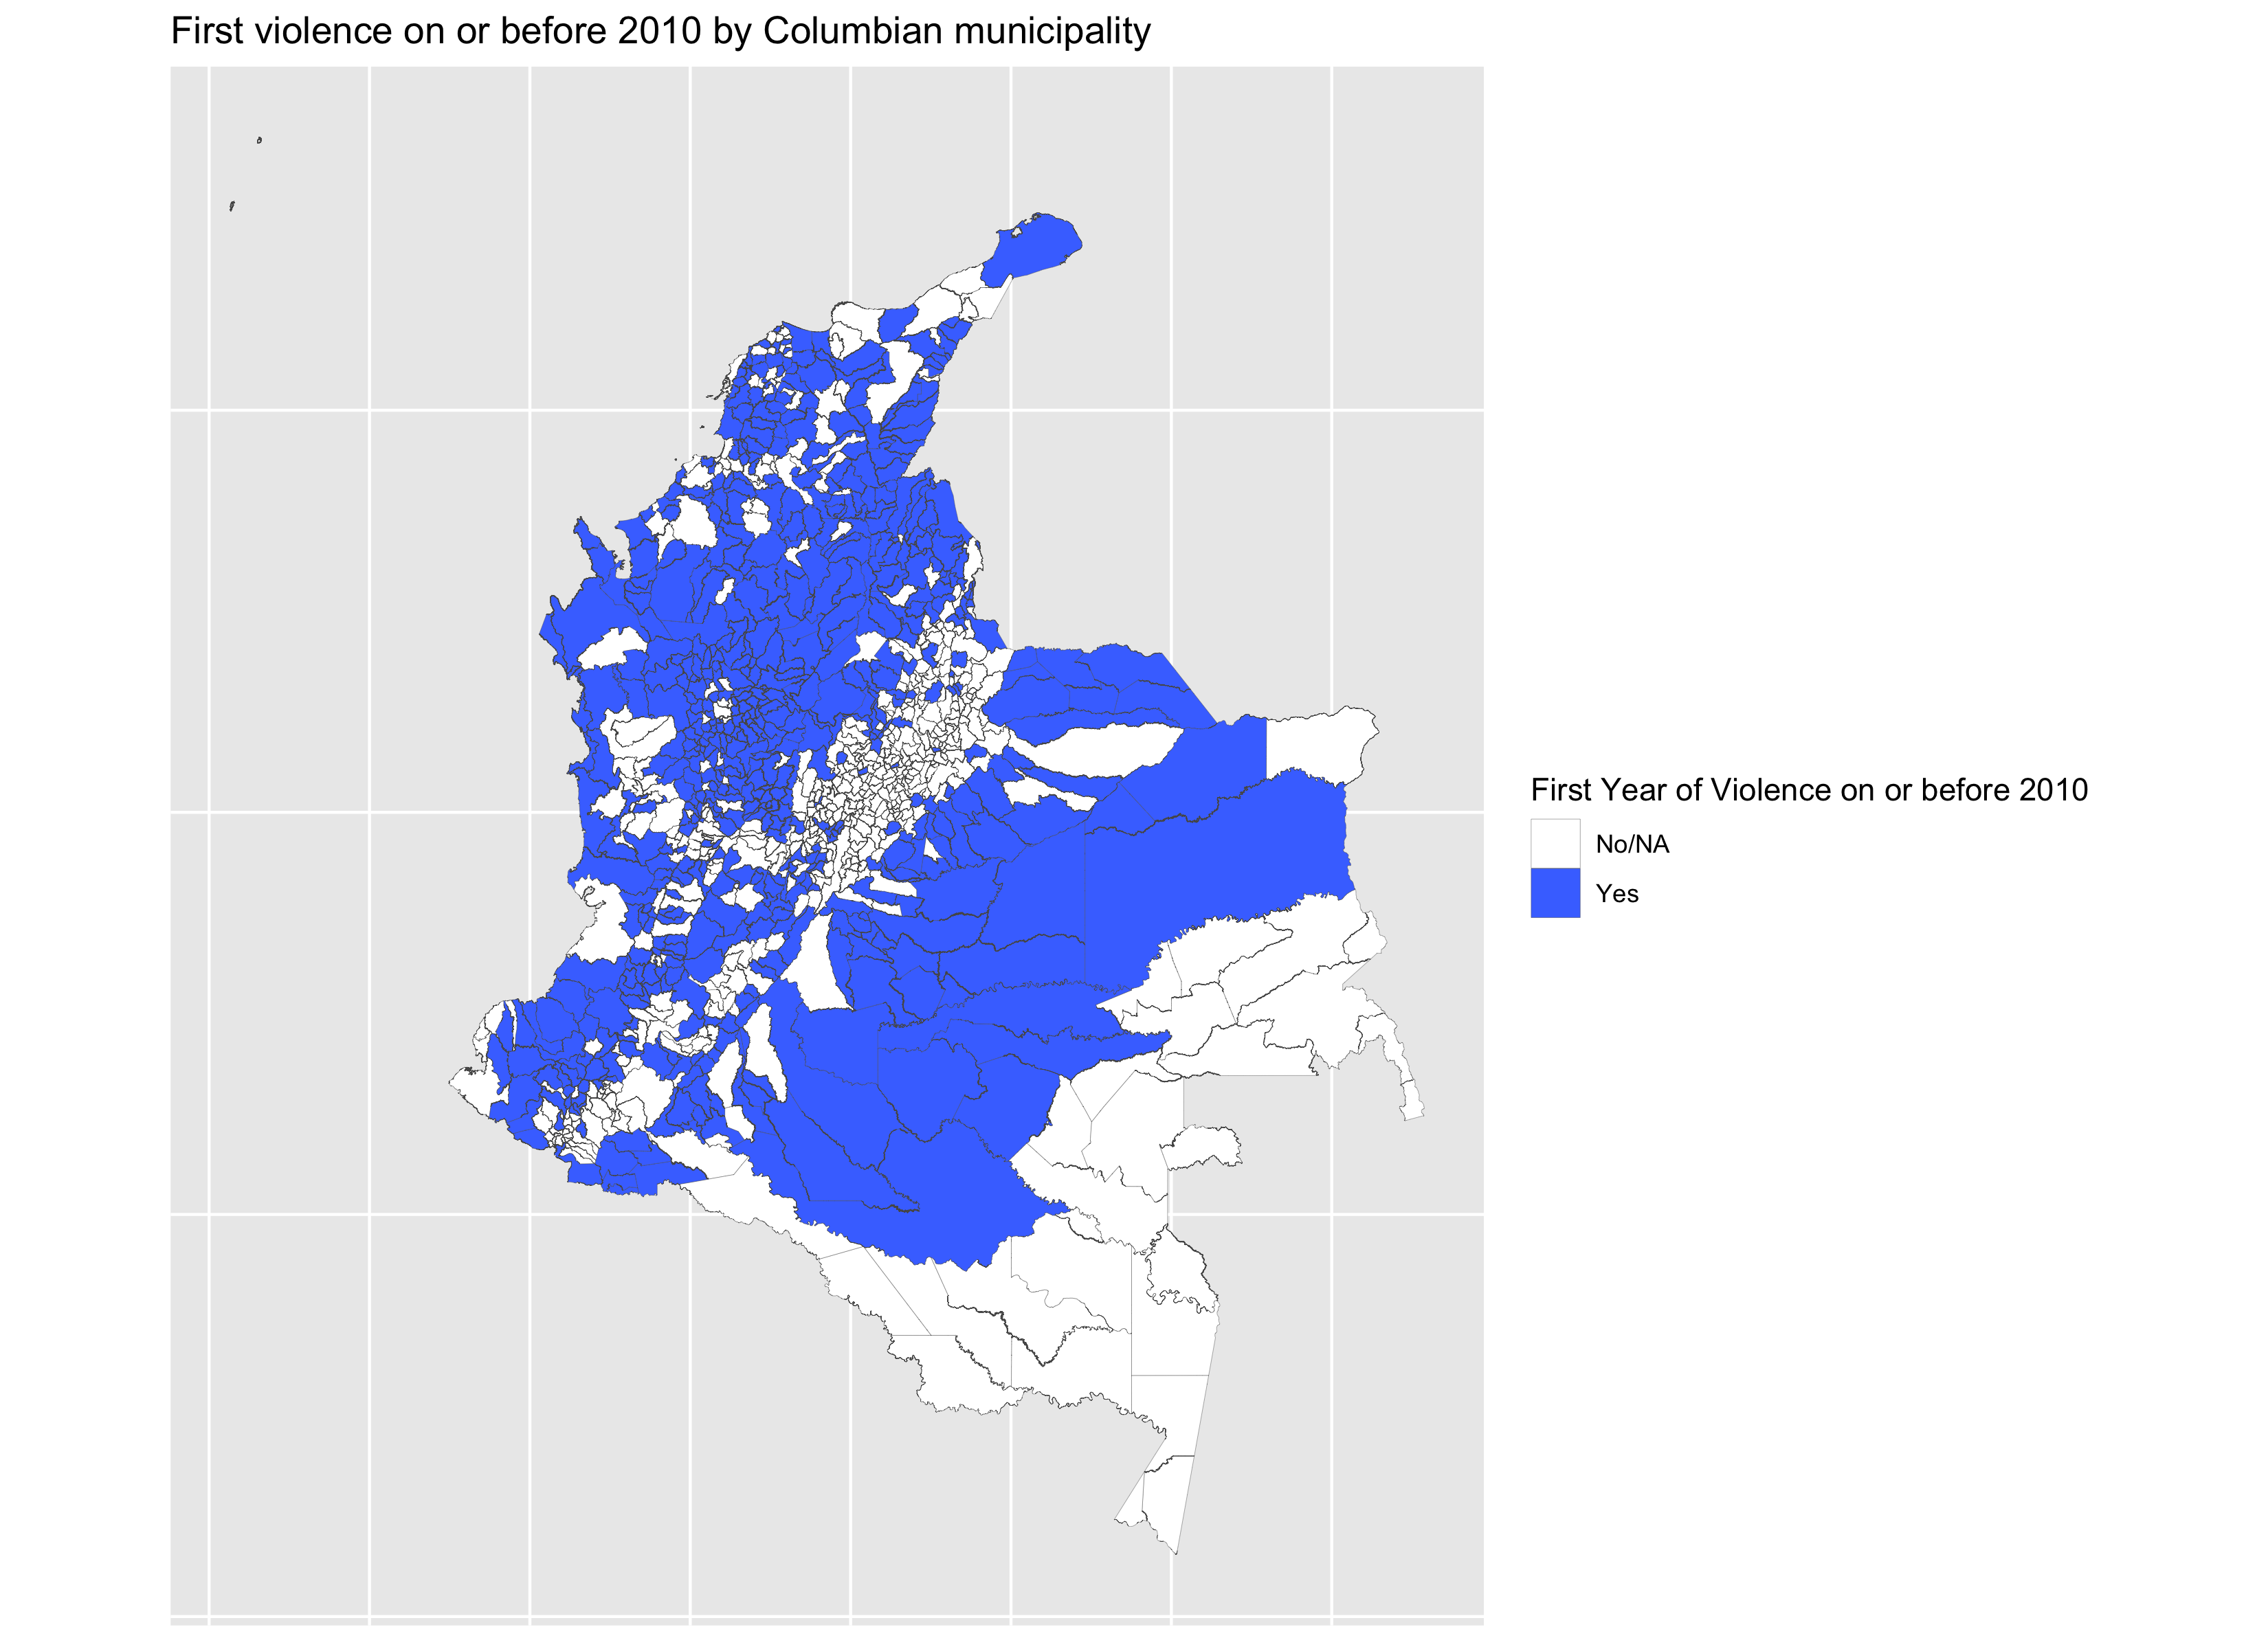 First violence on or before 2010 by Columbian municipality
First Year of Violence on or before 2010
No/NA
Yes